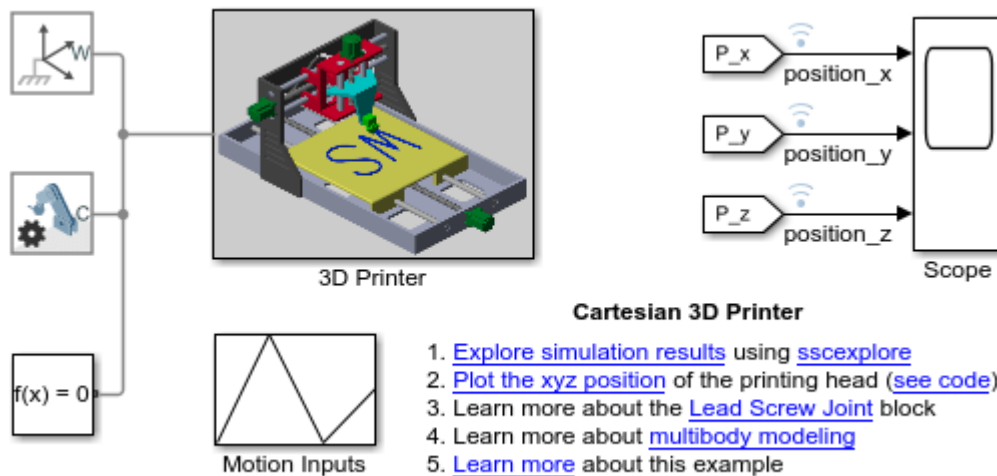 W
P_x
position_x
P_y
position_y
C
P_z
position_z
SM
3D Printer
Scope
Cartesian 3D Printer
f(x) = 0
Motion Inputs
1. Explore simulation results using sscexplore
2. Plot the xyz position of the printing head (see code)
3. Learn more about the Lead Screw Joint block
4. Learn more about multibody modeling
5. Learn more about this example